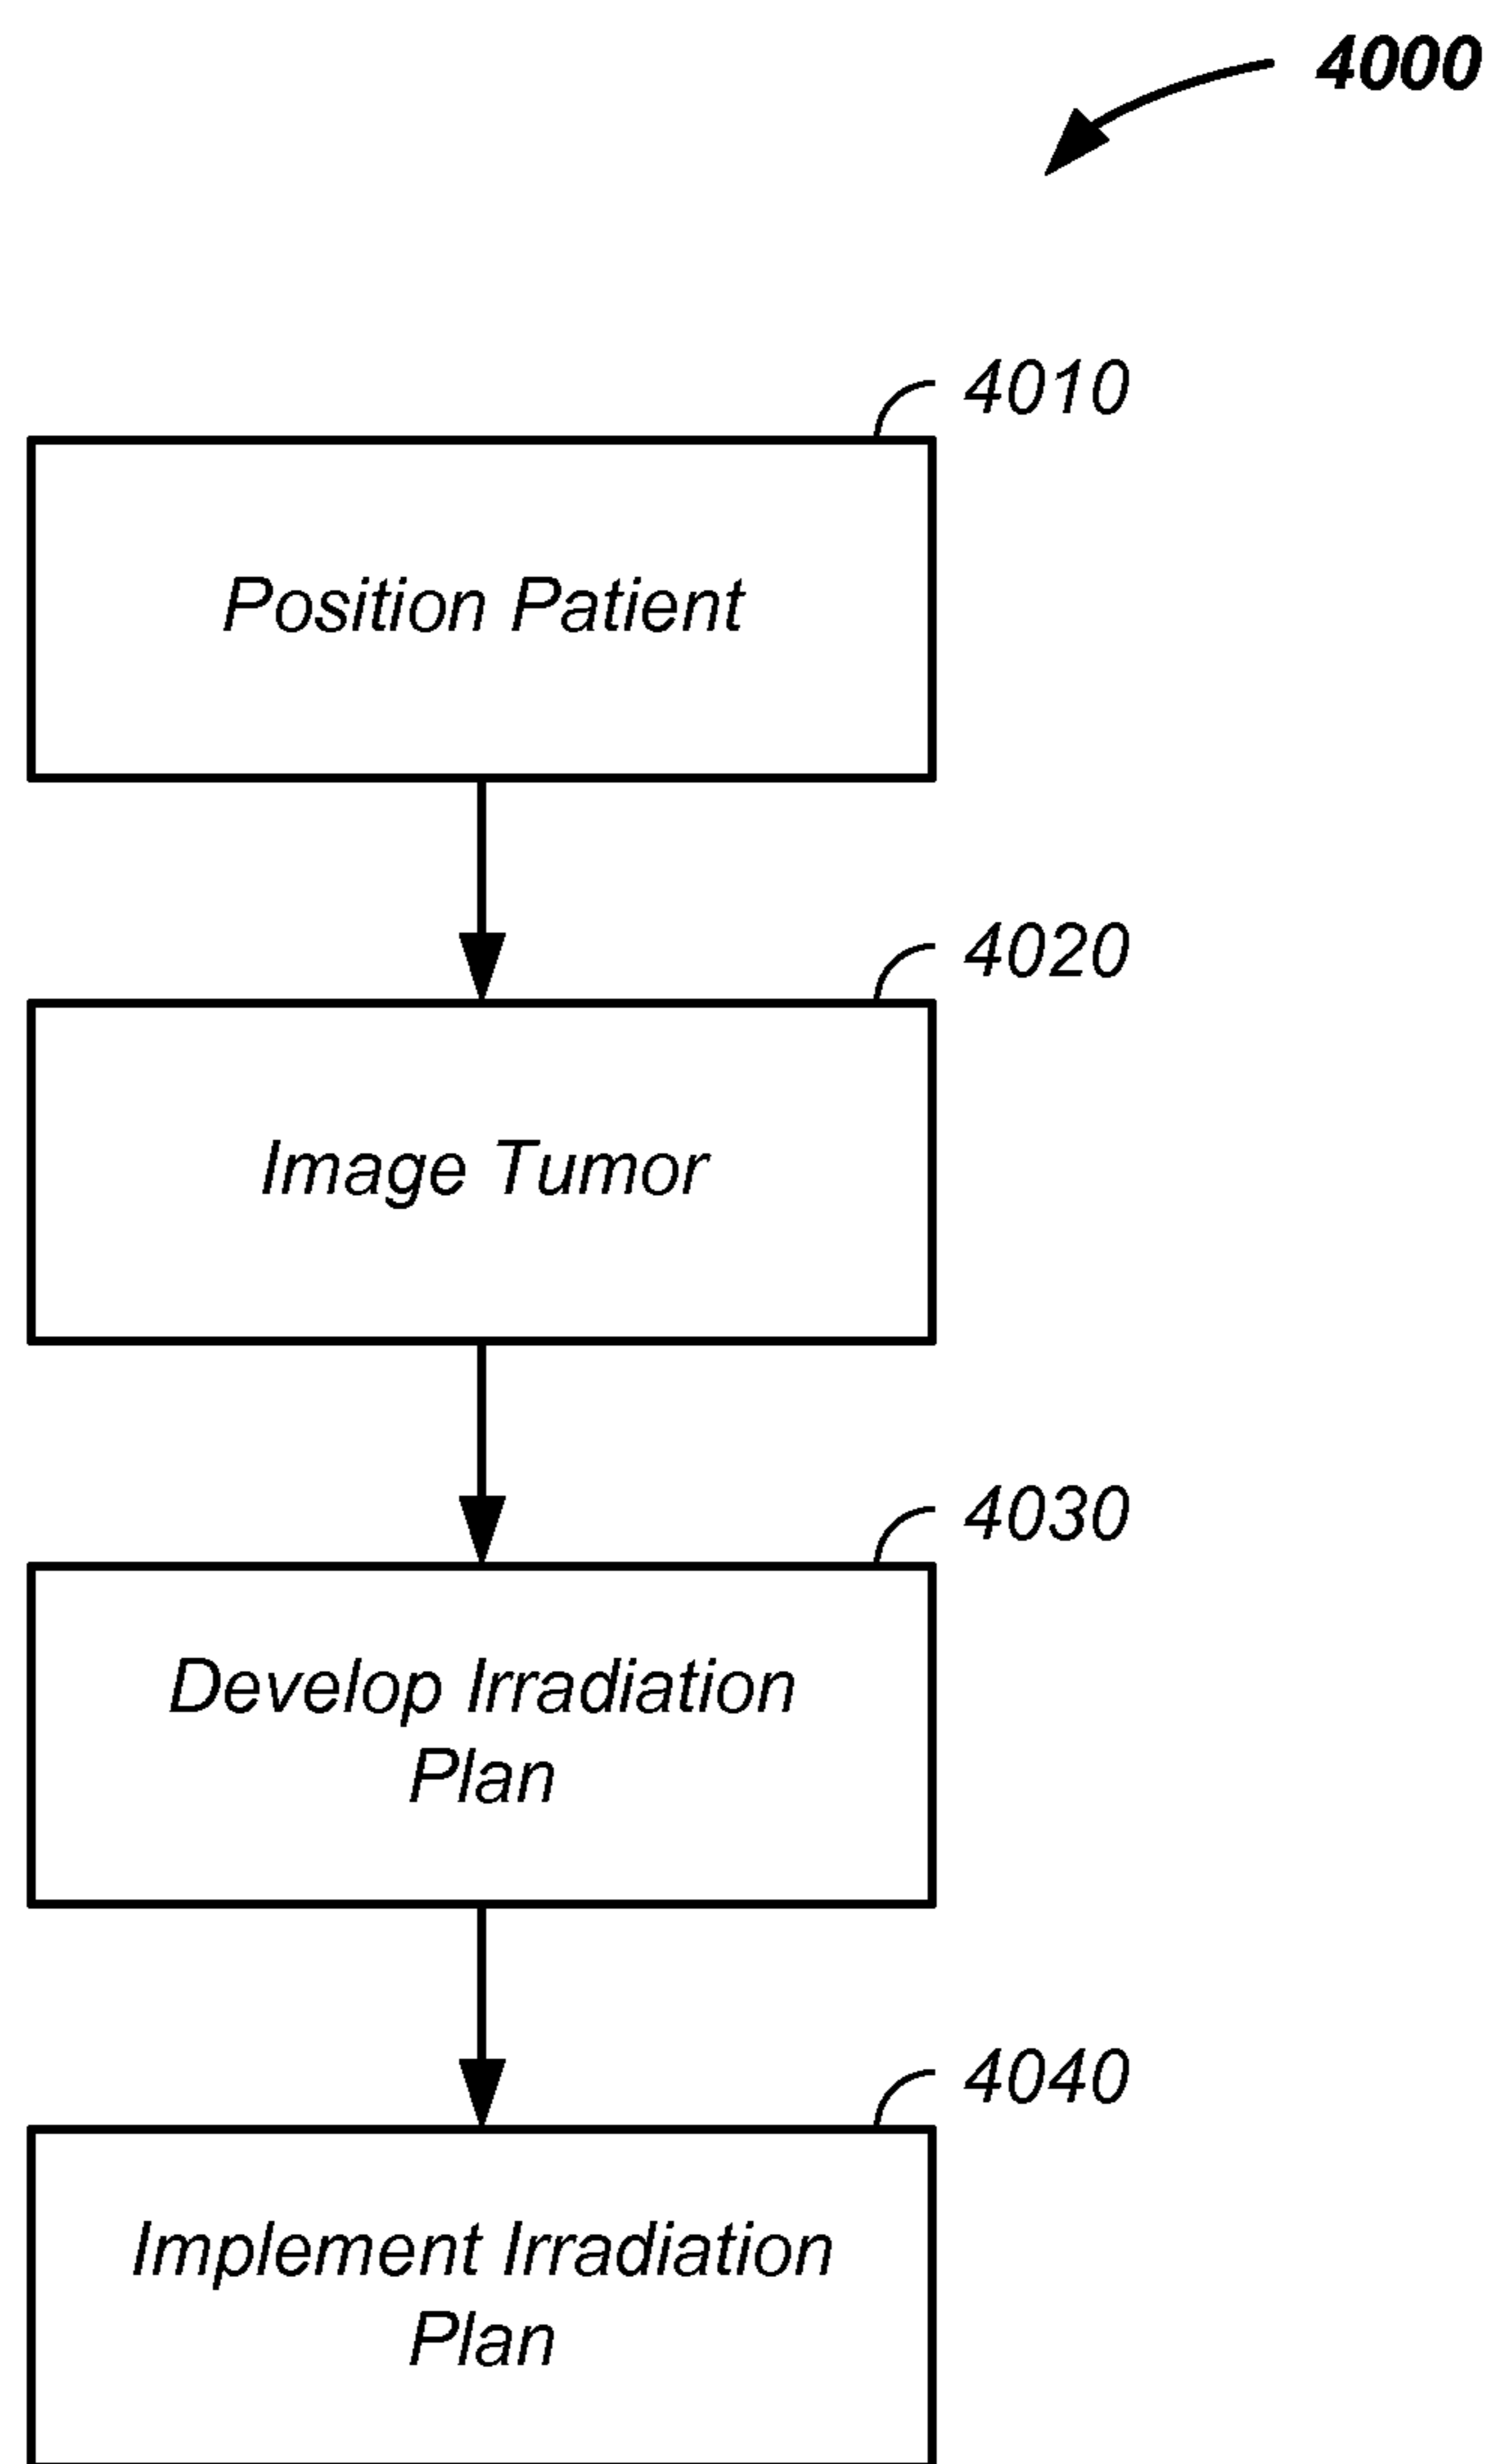 4000
4010
Position Patient
4020
Image Tumor
4030
Develop Irradiation
Plan
4040
Implement Irradiation
Plan